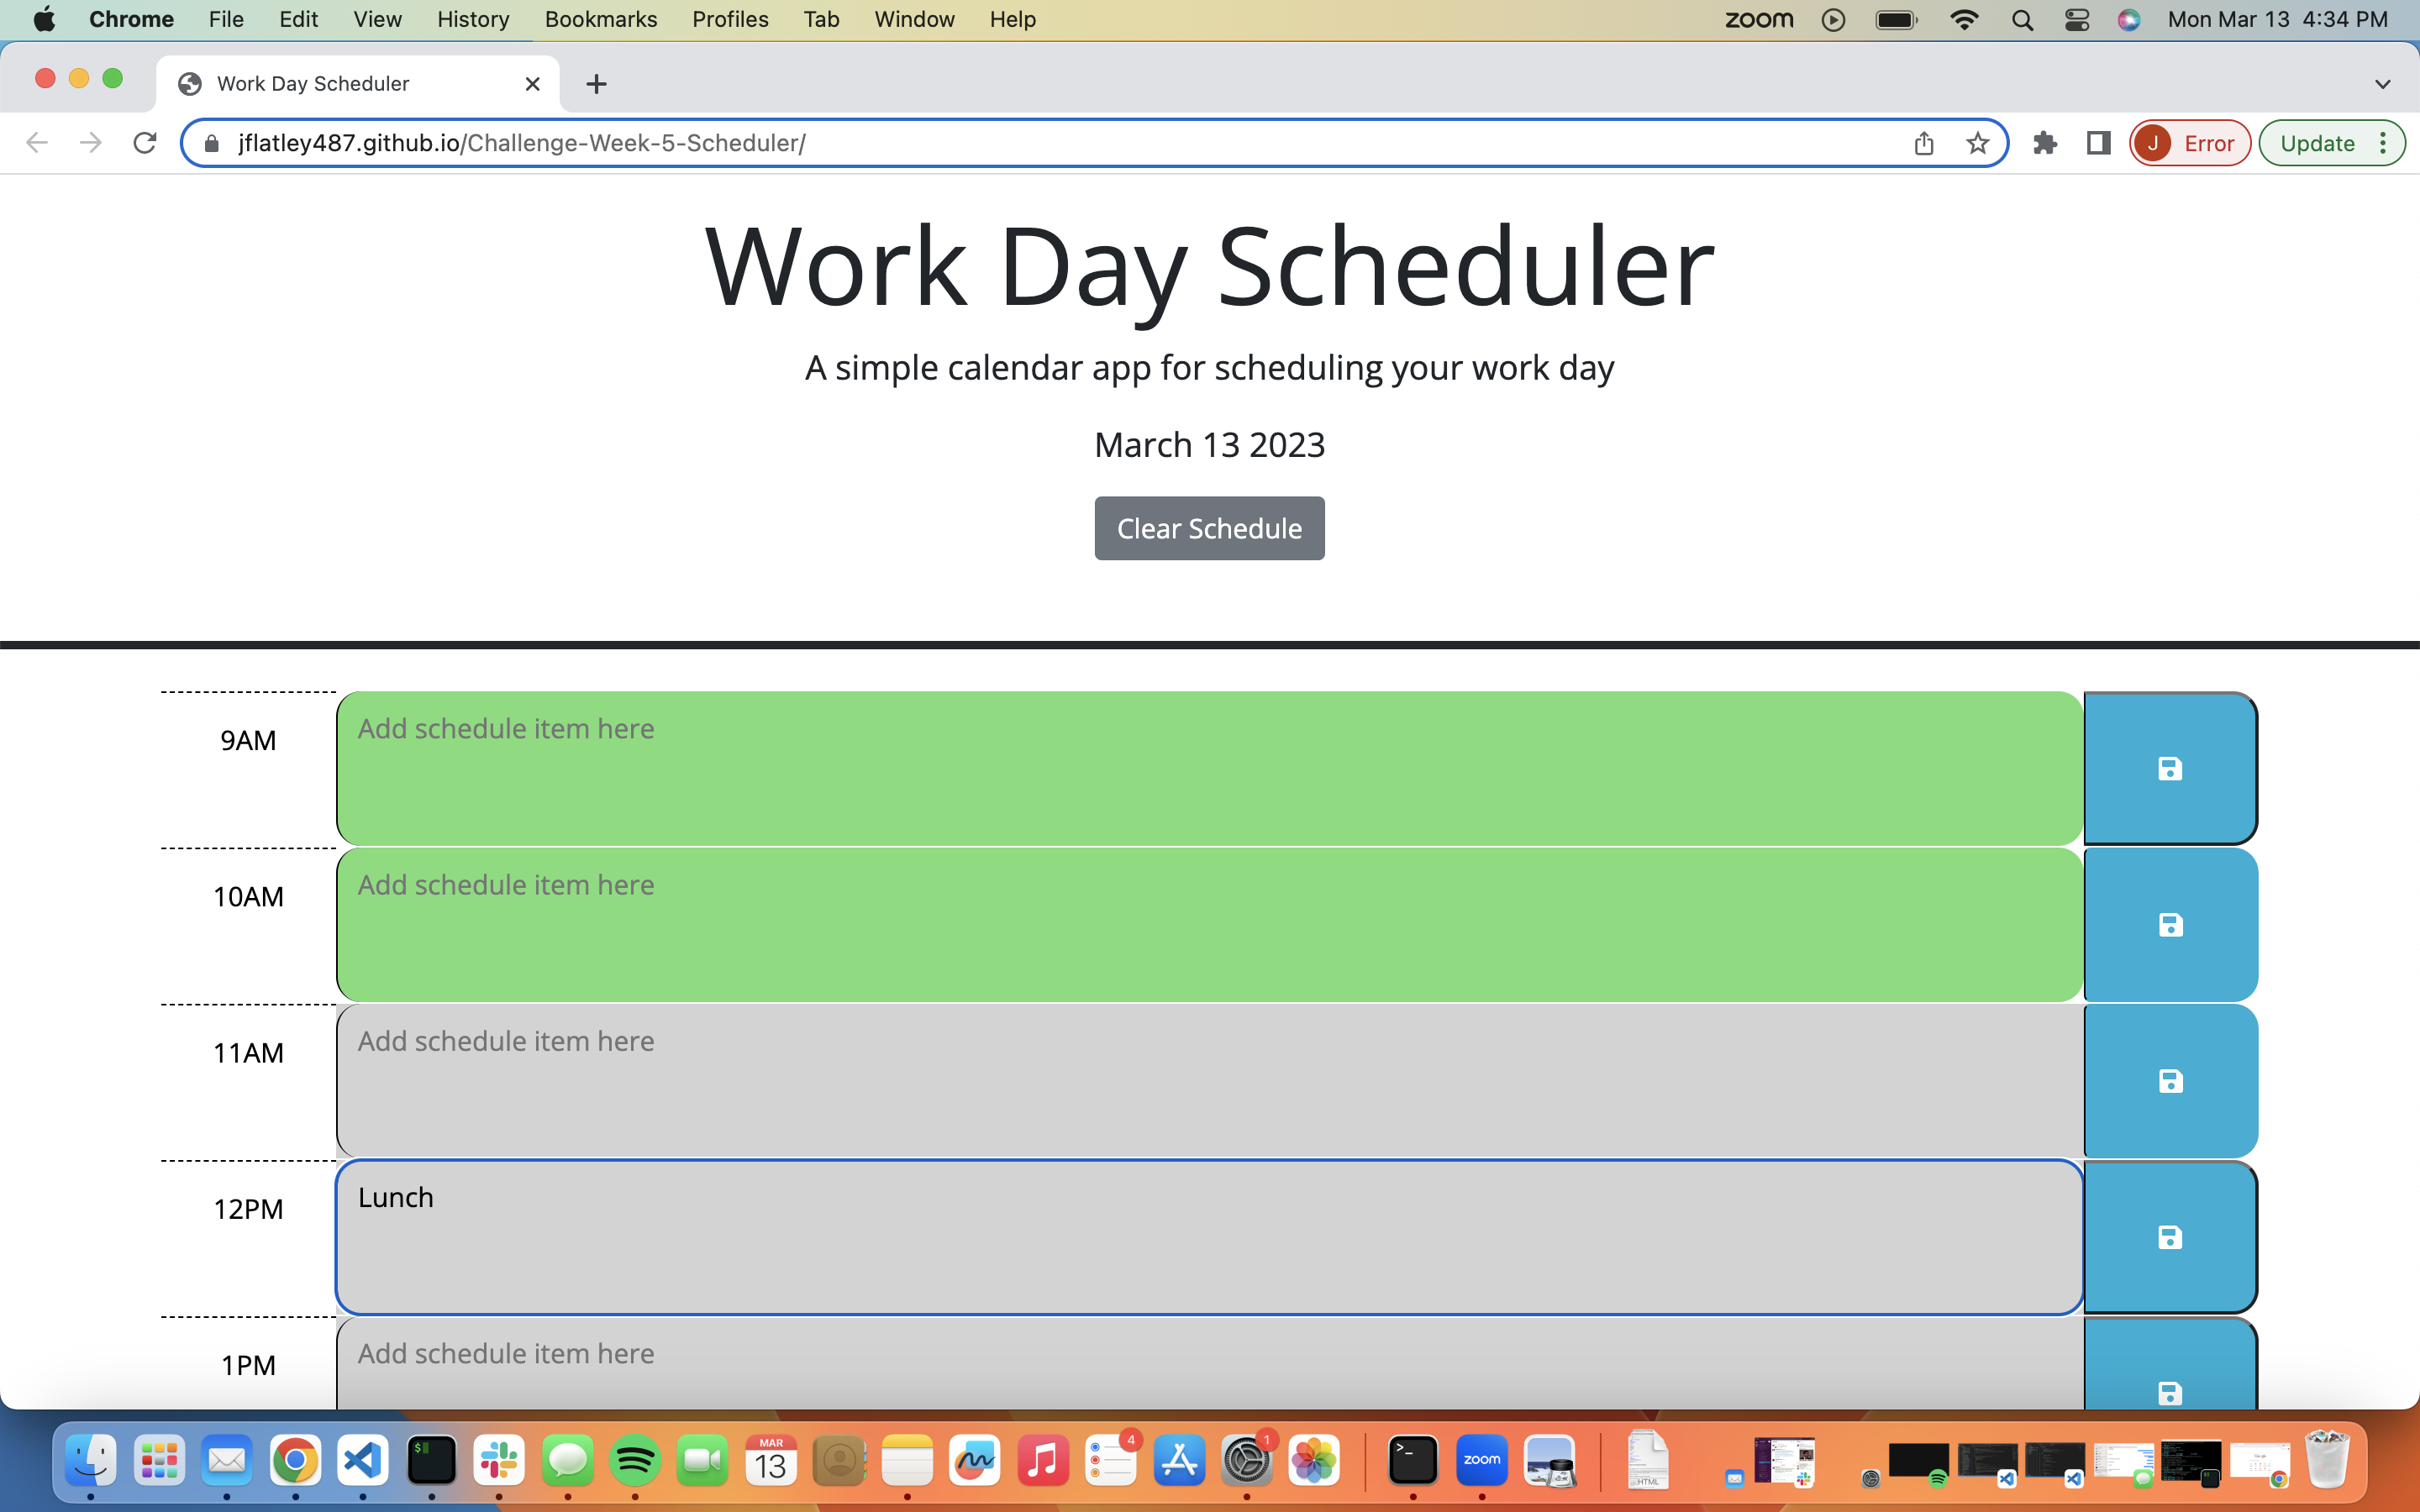 Chrome File Edit View History Bookmarks Profiles Tab Window Help zoom Mon Mar 13 4:34 PM
Work Day Scheduler
jflatley487.github.io/Challenge-Week-5-Scheduler/ J Error Update
Work Day Scheduler
A simple calendar app for scheduling your work day
March 13 2023
Clear Schedule
9AM Add schedule item here
10AM Add schedule item here
11AM Add schedule item here
12PM Lunch
1PM Add schedule item here
MAR 4 1
13 zoom
HTML